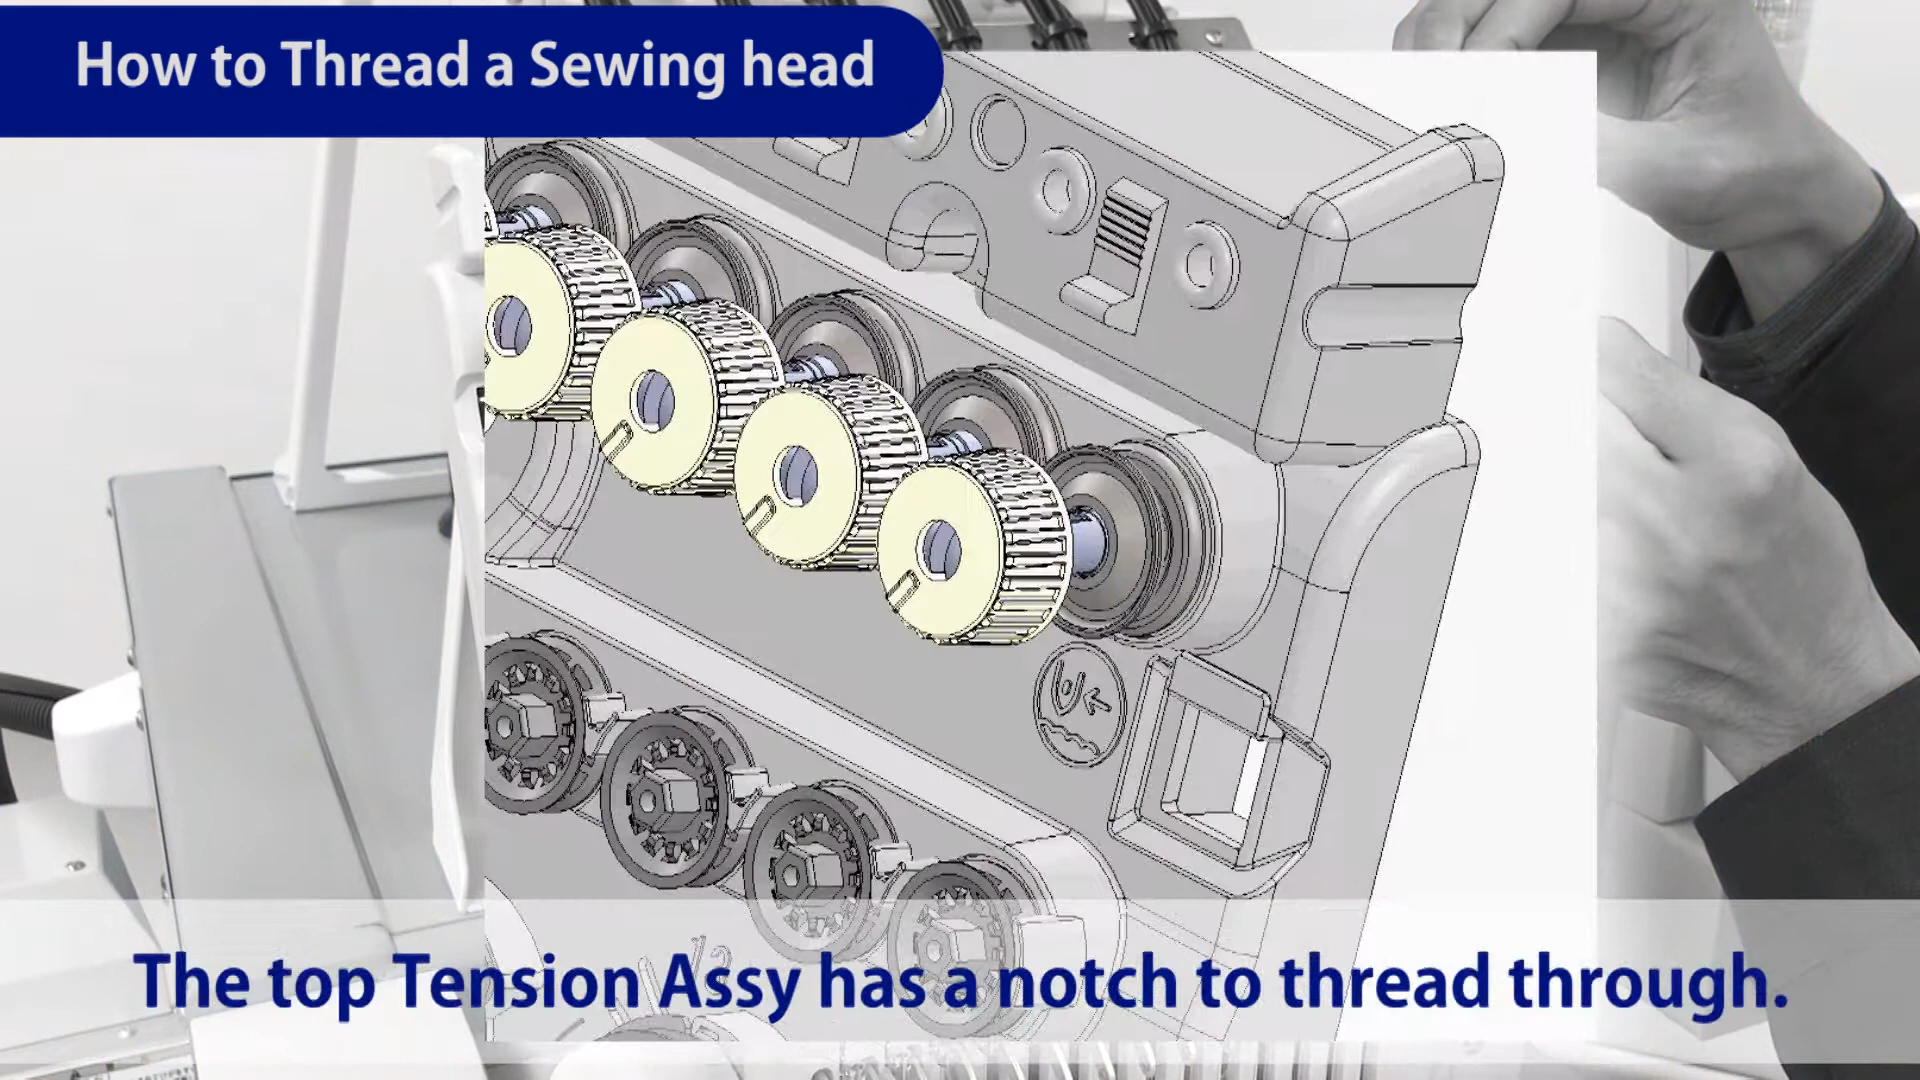 How to Thread a Sewing head
The top Tension Assy has a notch to thread through.